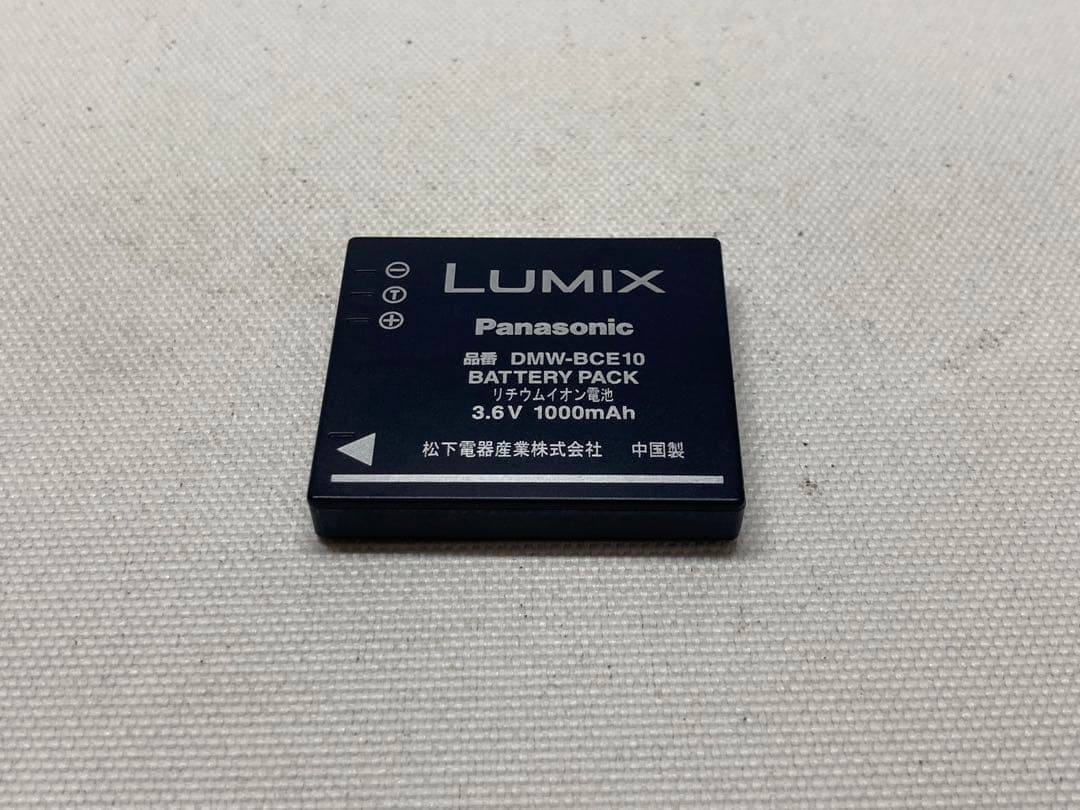 LUMIX
Panasonic
品番 DMW-BCE10
BATTERY PACK
リチウムイオン電池
3.6V 1000mAh
松下電器産業株式会社 中国製
T